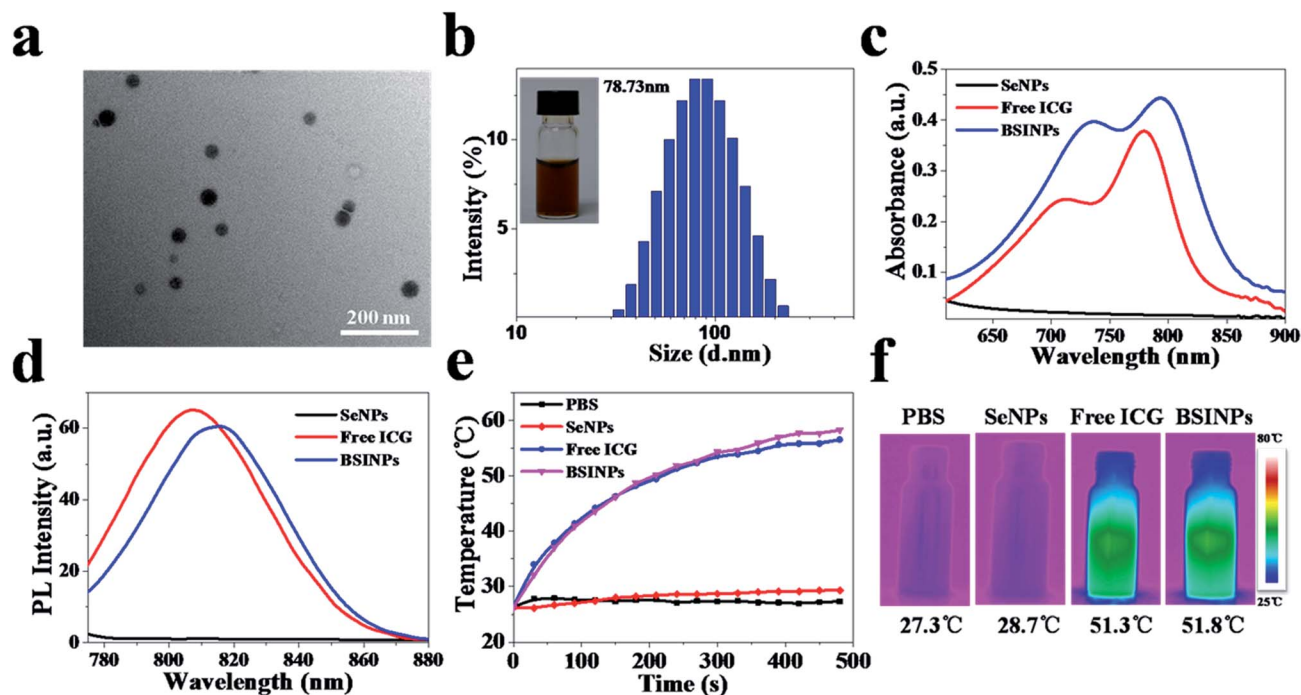 a
200 nm
b
78.73nm
Intensity (%)
10
5
10
100
Size (d.nm)
c
0.5
0.4
0.3
0.2
0.1
Absorbance (a.u.)
SeNPs
Free ICG
BSINPs
650 700 750 800 850 900
Wavelength (nm)
d
60
40
20
0
PL Intensity (a.u.)
SeNPs
Free ICG
BSINPs
780 800 820 840 860 880
Wavelength (nm)
e
60
50
40
30
20
Temperature (℃)
PBS
SeNPs
Free ICG
BSINPs
0 100 200 300 400 500
Time (s)
f
PBS SeNPs Free ICG BSINPs
80℃
25℃
27.3℃ 28.7℃ 51.3℃ 51.8℃